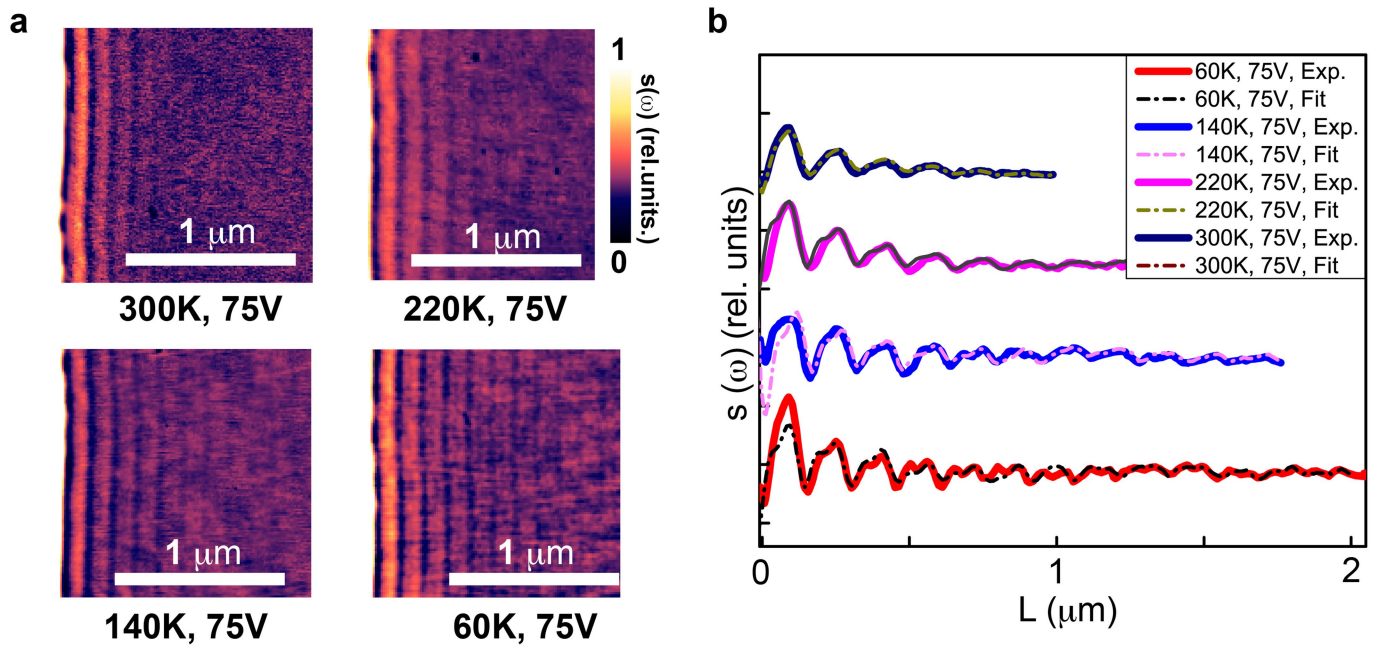 a
1 μm
300K, 75V
1 μm
220K, 75V
1
s(ω) (rel.units.)
0
1 μm
140K, 75V
1 μm
60K, 75V
b
s (ω) (rel. units)
60K, 75V, Exp.
60K, 75V, Fit
140K, 75V, Exp.
140K, 75V, Fit
220K, 75V, Exp.
220K, 75V, Fit
300K, 75V, Exp.
300K, 75V, Fit
0
1
2
L (μm)